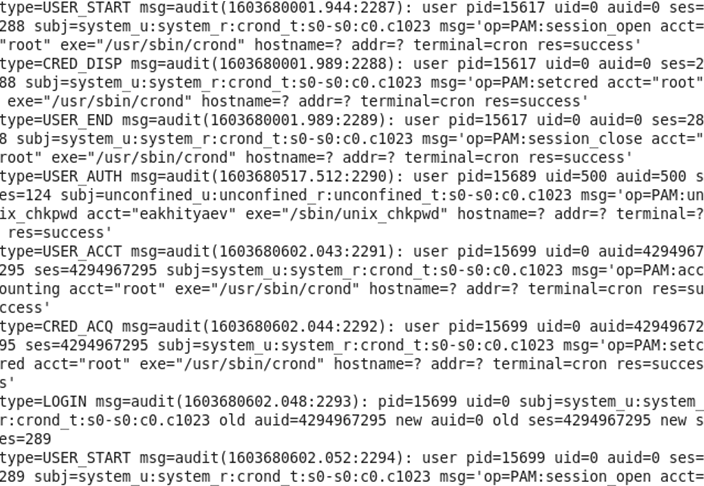 type=USER_START msg=audit(1603680001.944:2287): user pid=15617 uid=0 auid=0 ses=
288 subj=system_u:system_r:crond_t:s0-s0:c0.c1023 msg='op=PAM:session_open acct=
"root" exe="/usr/sbin/crond" hostname=? addr=? terminal=cron res=success'
type=CRED_DISP msg=audit(1603680001.989:2288): user pid=15617 uid=0 auid=0 ses=2
88 subj=system_u:system_r:crond_t:s0-s0:c0.c1023 msg='op=PAM:setcred acct="root"
 exe="/usr/sbin/crond" hostname=? addr=? terminal=cron res=success'
type=USER_END msg=audit(1603680001.989:2289): user pid=15617 uid=0 auid=0 ses=28
8 subj=system_u:system_r:crond_t:s0-s0:c0.c1023 msg='op=PAM:session_close acct="
root" exe="/usr/sbin/crond" hostname=? addr=? terminal=cron res=success'
type=USER_AUTH msg=audit(1603680517.512:2290): user pid=15689 uid=500 auid=500 s
es=124 subj=unconfined_u:unconfined_r:unconfined_t:s0-s0:c0.c1023 msg='op=PAM:un
ix_chkpwd acct="eakhityaev" exe="/sbin/unix_chkpwd" hostname=? addr=? terminal=?
 res=success'
type=USER_ACCT msg=audit(1603680602.043:2291): user pid=15699 uid=0 auid=4294967
295 ses=4294967295 subj=system_u:system_r:crond_t:s0-s0:c0.c1023 msg='op=PAM:acc
ounting acct="root" exe="/usr/sbin/crond" hostname=? addr=? terminal=cron res=su
ccess'
type=CRED_ACQ msg=audit(1603680602.044:2292): user pid=15699 uid=0 auid=42949672
95 ses=4294967295 subj=system_u:system_r:crond_t:s0-s0:c0.c1023 msg='op=PAM:setc
red acct="root" exe="/usr/sbin/crond" hostname=? addr=? terminal=cron res=succes
s'
type=LOGIN msg=audit(1603680602.048:2293): pid=15699 uid=0 subj=system_u:system_
r:crond_t:s0-s0:c0.c1023 old auid=4294967295 new auid=0 old ses=4294967295 new s
es=289
type=USER_START msg=audit(1603680602.052:2294): user pid=15699 uid=0 auid=0 ses=
289 subj=system_u:system_r:crond_t:s0-s0:c0.c1023 msg='op=PAM:session_open acct=